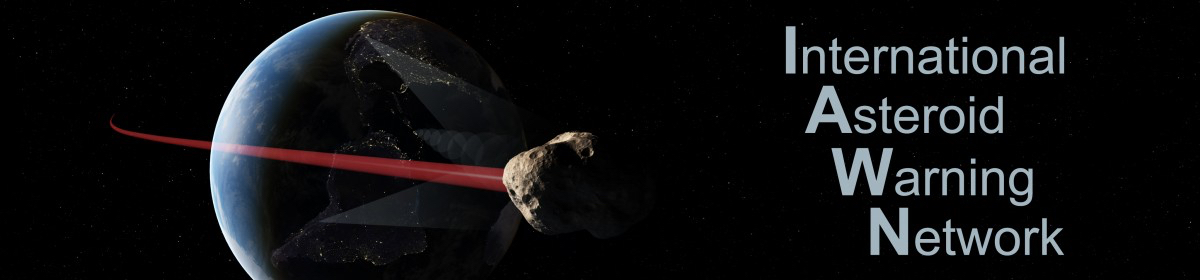 International
Asteroid
Warning
Network